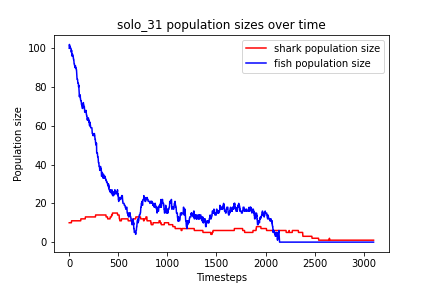 solo_31 population sizes over time
shark population size
fish population size
Population size
100
80
60
40
20
0
0
500
1000
1500
2000
2500
3000
Timesteps